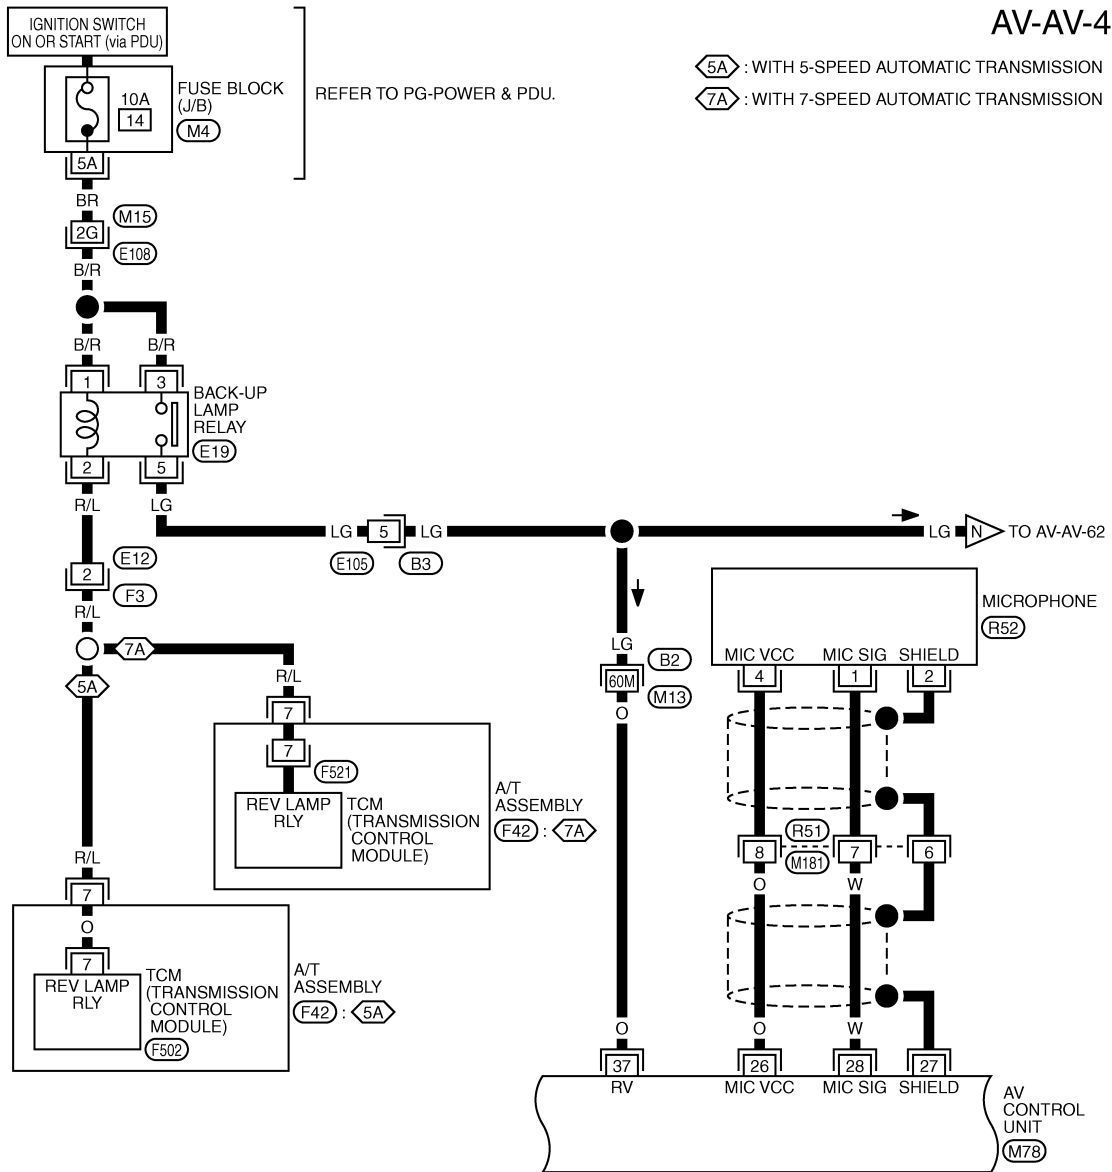 AV-AV-4
IGNITION SWITCH
ON OR START (via PDU)
5A : WITH 5-SPEED AUTOMATIC TRANSMISSION
7A : WITH 7-SPEED AUTOMATIC TRANSMISSION
10A
14
FUSE BLOCK
(J/B)
M4
REFER TO PG-POWER & PDU.
5A
BR
M15
2G
E108
B/R
B/R
B/R
1
3
BACK-UP
LAMP
RELAY
E19
2
5
R/L
LG
LG
5
LG
LG
N
TO AV-AV-62
E105
B3
E12
2
F3
R/L
7A
5A
R/L
7
7
F521
REV LAMP
RLY
TCM
(TRANSMISSION
CONTROL
MODULE)
A/T
ASSEMBLY
F42 : 7A
R/L
7
O
7
REV LAMP
RLY
TCM
(TRANSMISSION
CONTROL
MODULE)
F502
A/T
ASSEMBLY
F42 : 5A
LG
B2
60M
M13
O
O
37
RV
MICROPHONE
R52
MIC VCC
MIC SIG
SHIELD
4
1
2
R51
8
M181
7
6
O
W
O
W
26
28
27
MIC VCC
MIC SIG
SHIELD
AV
CONTROL
UNIT
M78